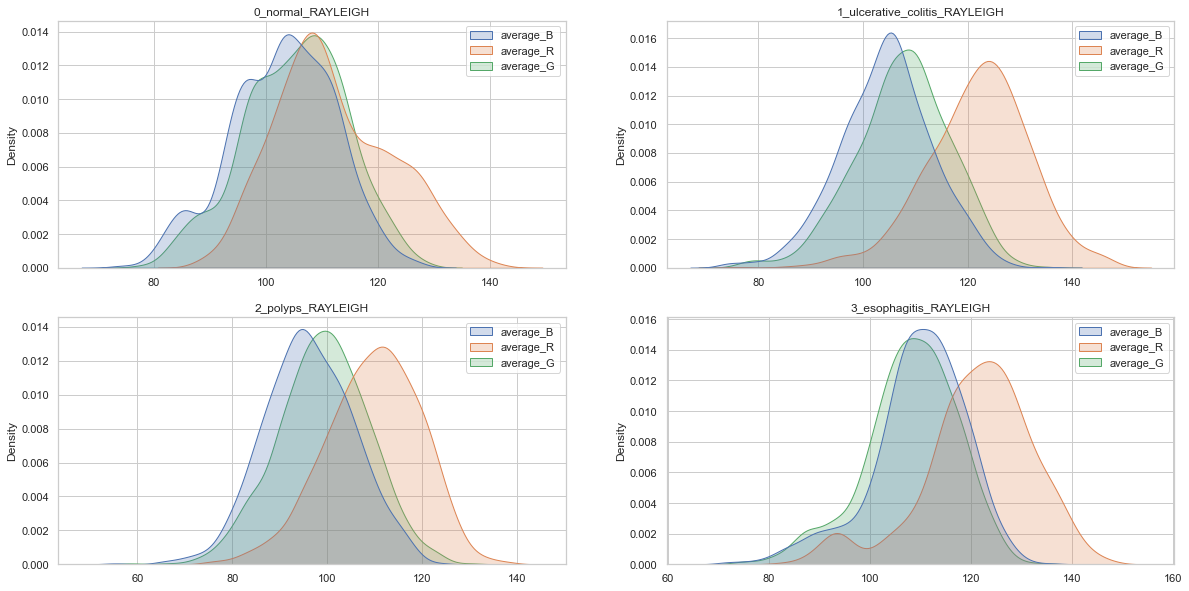 0_normal_RAYLEIGH
Density
0.014
0.012
0.010
0.008
0.006
0.004
0.002
0.000
80
100
120
140
average_B
average_R
average_G
1_ulcerative_colitis_RAYLEIGH
Density
0.016
0.014
0.012
0.010
0.008
0.006
0.004
0.002
0.000
80
100
120
140
average_B
average_R
average_G
2_polyps_RAYLEIGH
Density
0.014
0.012
0.010
0.008
0.006
0.004
0.002
0.000
60
80
100
120
140
average_B
average_R
average_G
3_esophagitis_RAYLEIGH
Density
0.016
0.014
0.012
0.010
0.008
0.006
0.004
0.002
0.000
60
80
100
120
140
160
average_B
average_R
average_G